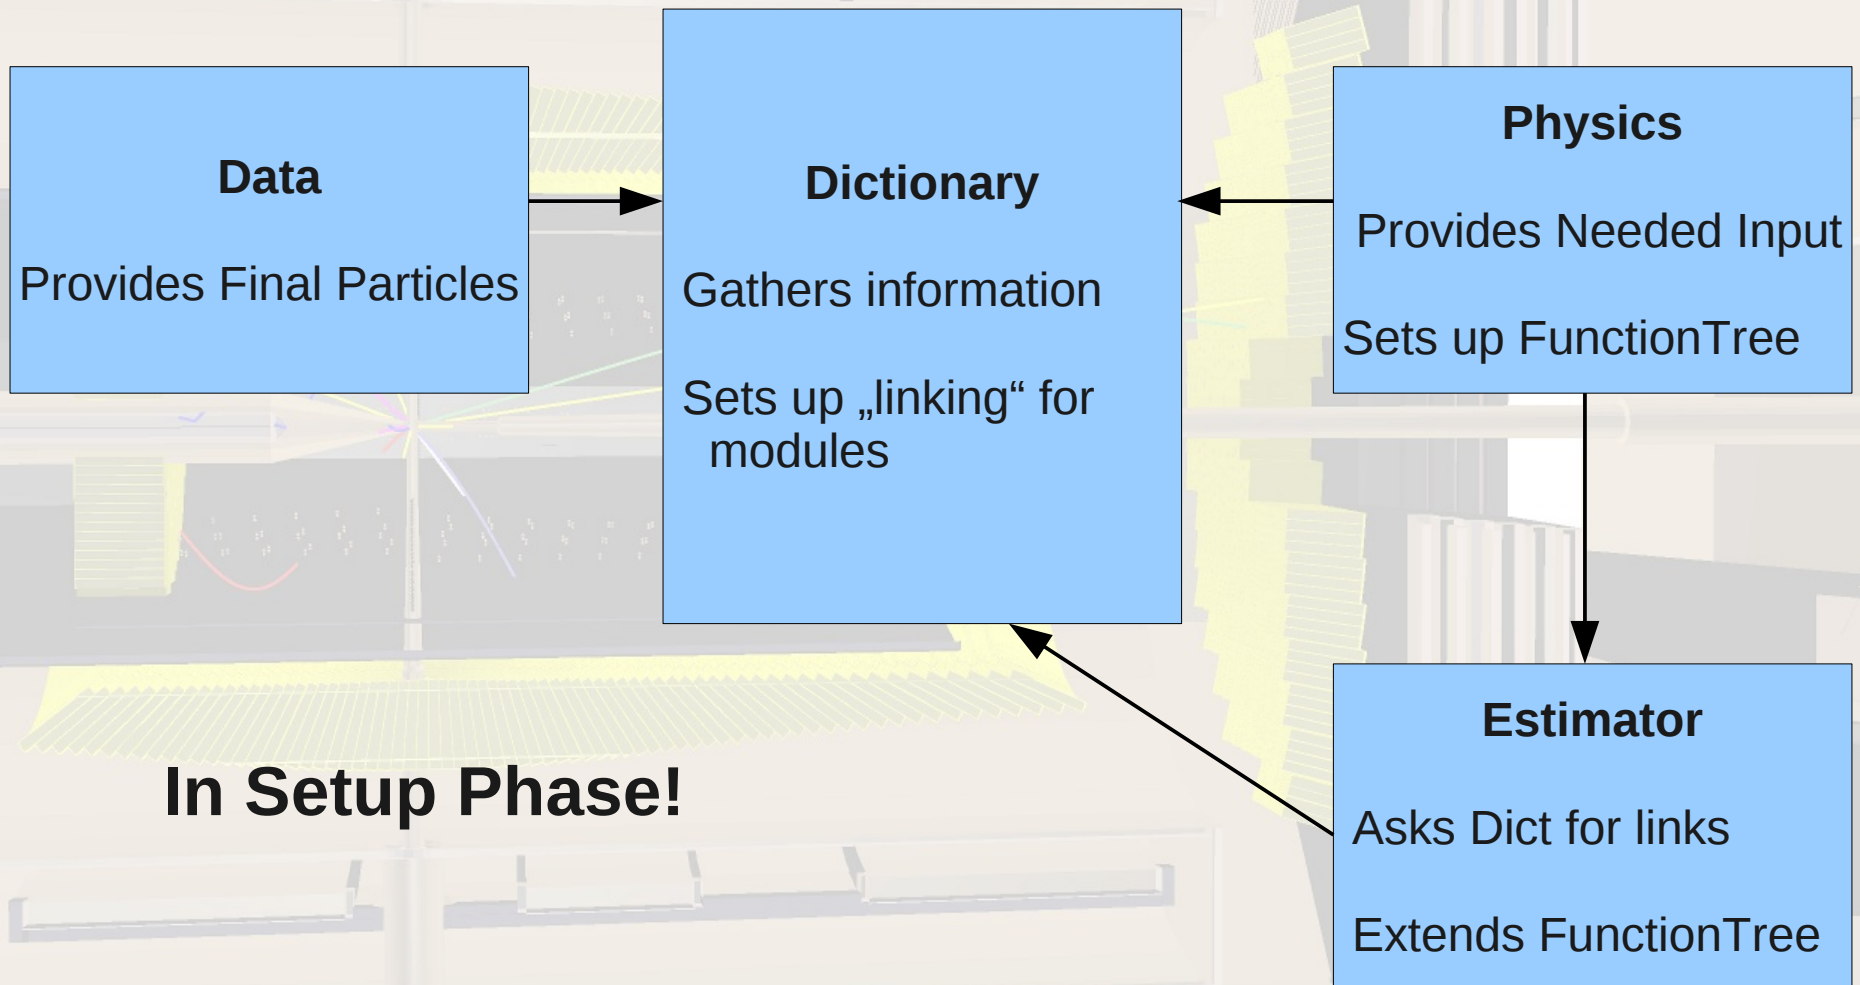 Data
Provides Final Particles
Dictionary
Gathers information
Sets up „linking“ for
modules
Physics
Provides Needed Input
Sets up FunctionTree
Estimator
Asks Dict for links
Extends FunctionTree
In Setup Phase!